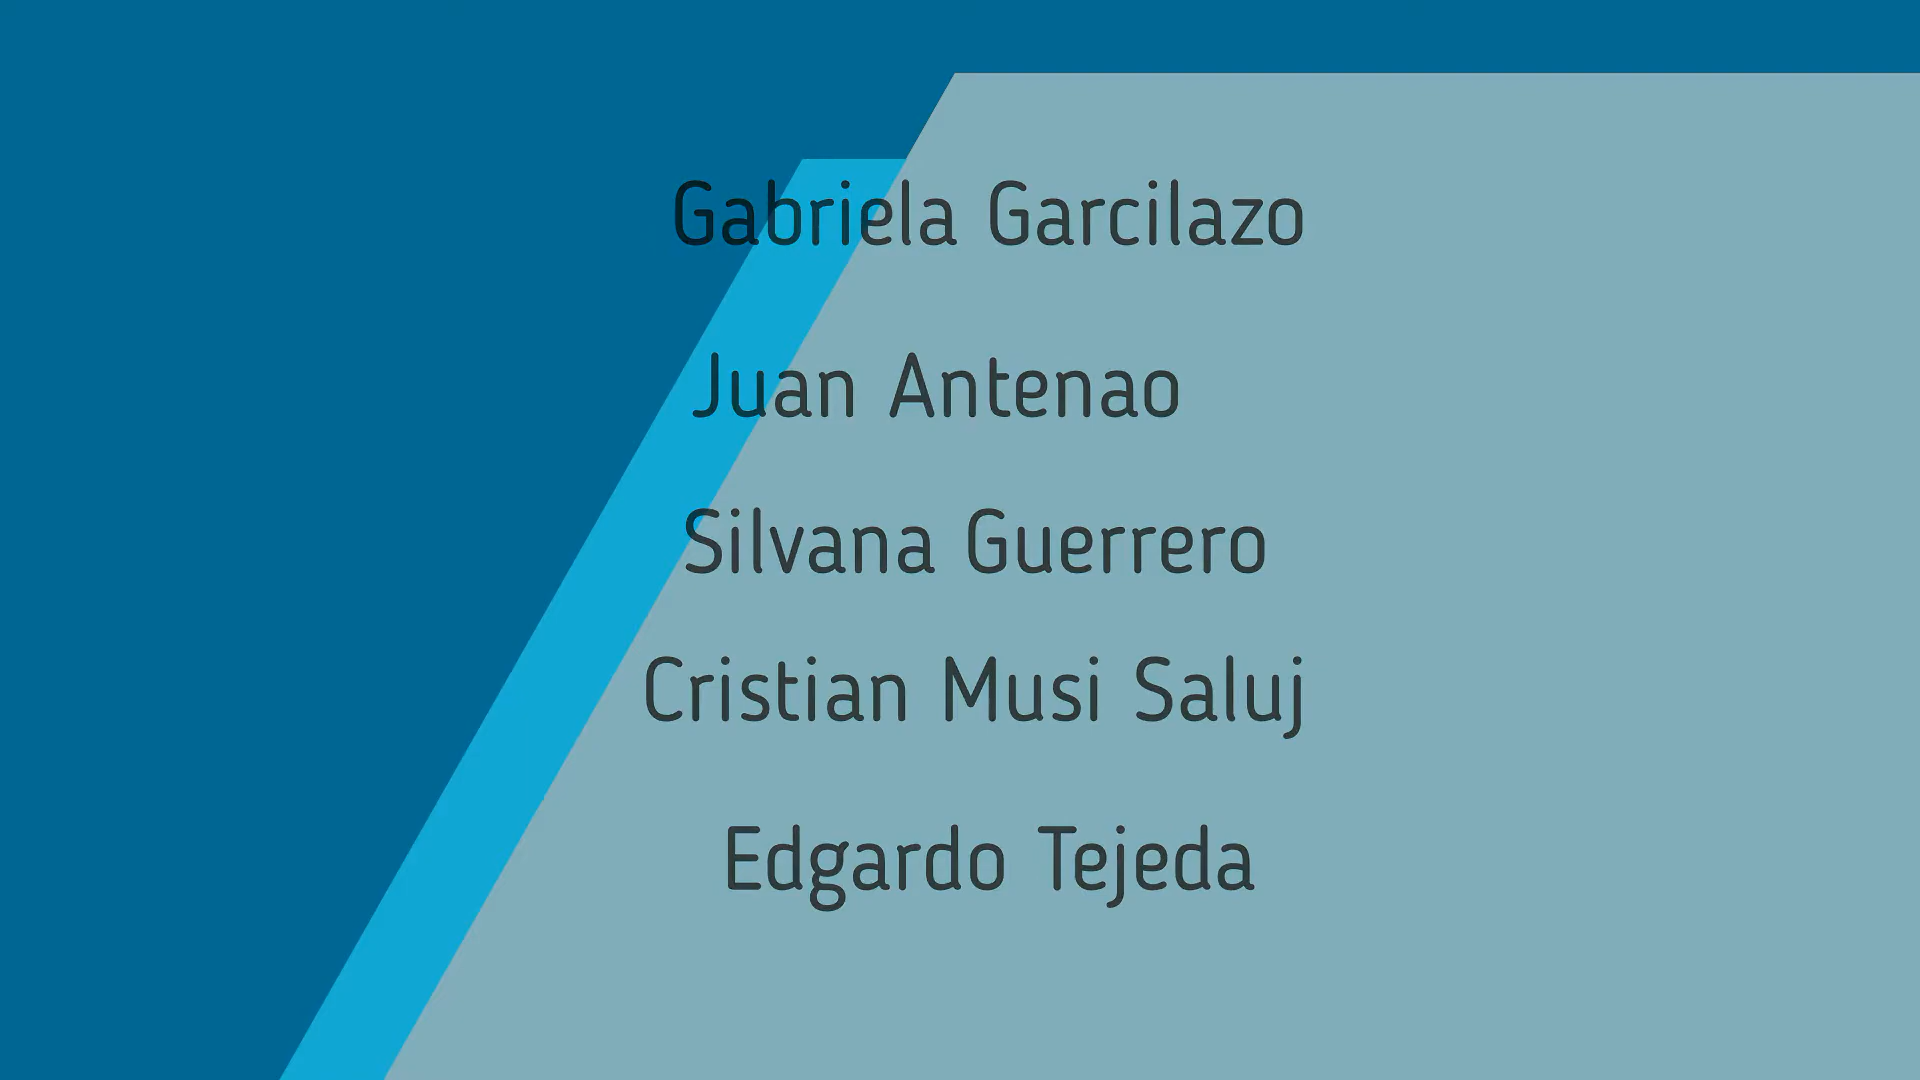 Gabriela Garcilazo
Juan Antenao
Silvana Guerrero
Cristian Musi Saluj
Edgardo Tejeda